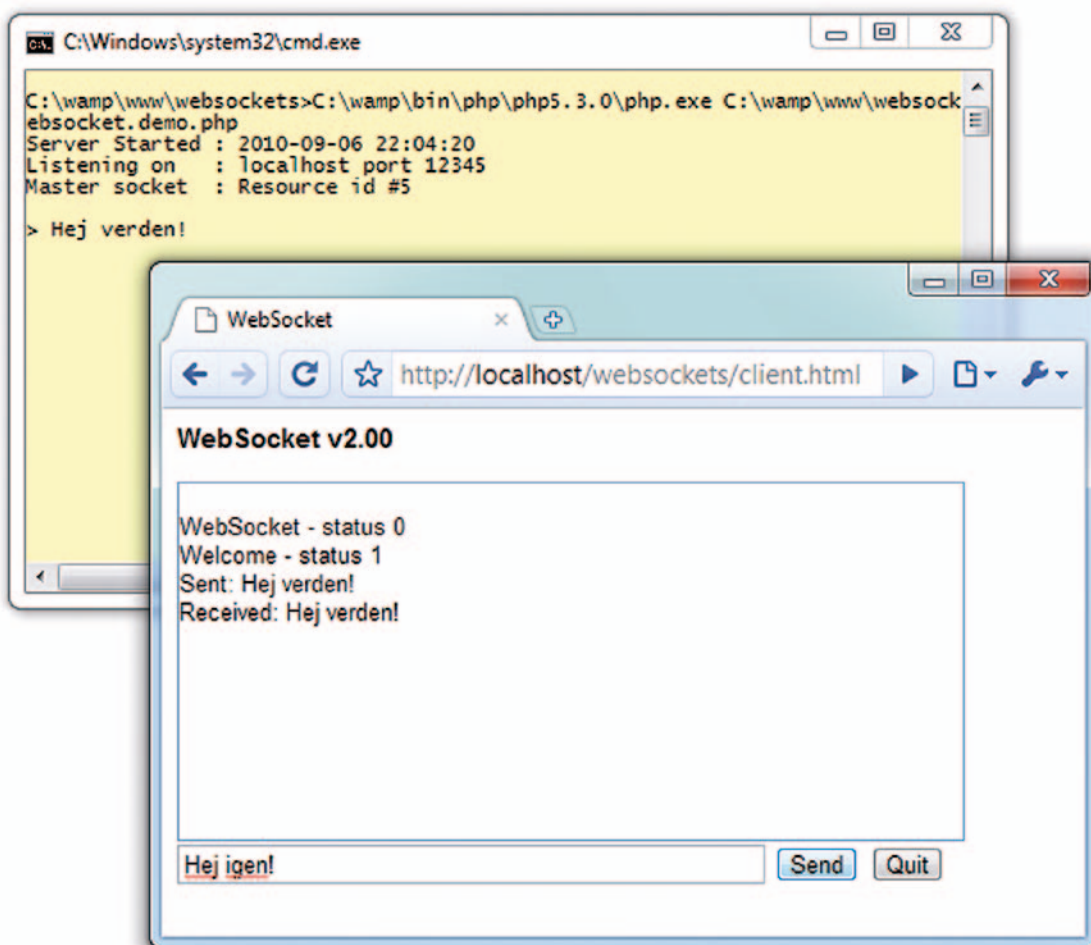 C:\Windows\system32\cmd.exe
C:\wamp\www\websockets>C:\wamp\bin\php\php5.3.0\php.exe C:\wamp\www\websock
ebsocket.demo.php
Server Started : 2010-09-06 22:04:20
Listening on   : localhost port 12345
Master socket  : Resource id #5
> Hej verden!
WebSocket
http://localhost/websockets/client.html
WebSocket v2.00
WebSocket - status 0
Welcome - status 1
Sent: Hej verden!
Received: Hej verden!
Hej igen!
Send Quit